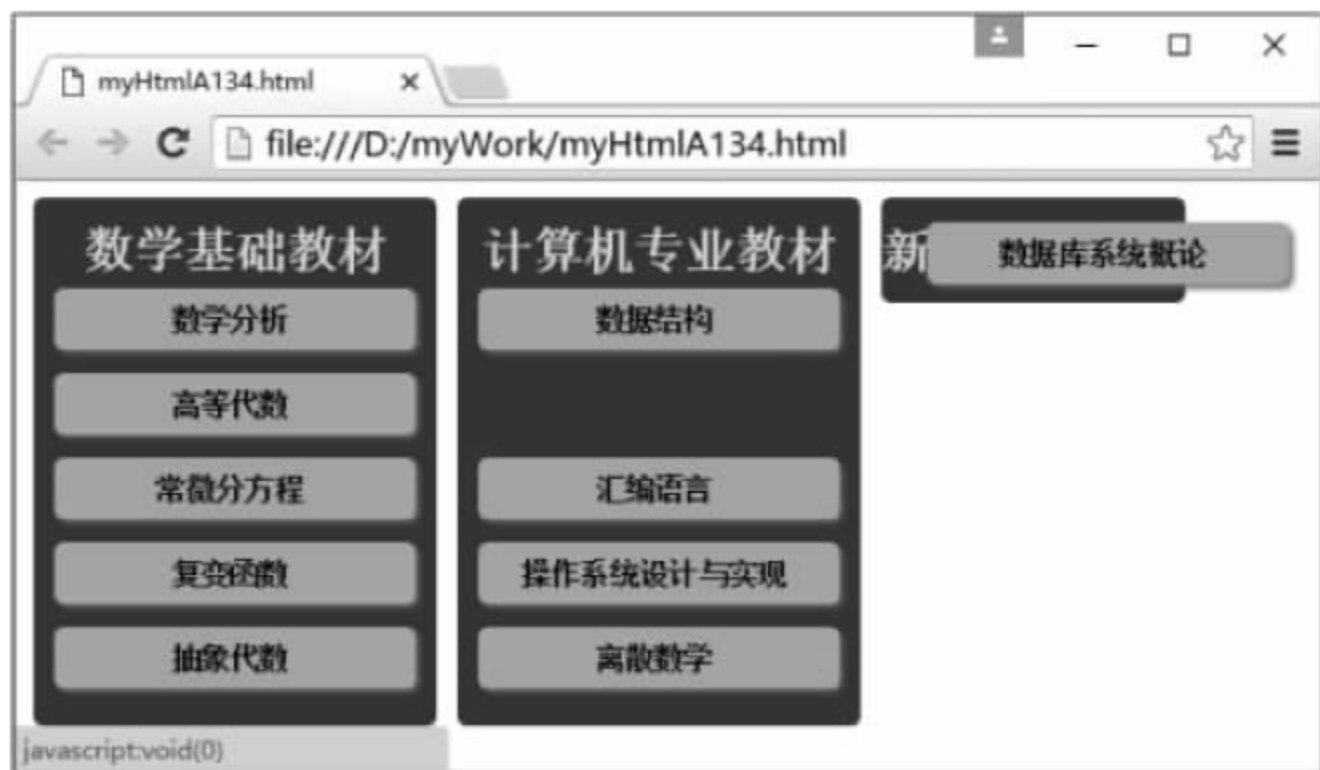 myHtmlA134.html
file:///D:/myWork/myHtmlA134.html
数学基础教材
数学分析
高等代数
常微分方程
复变函数
抽象代数
计算机专业教材
数据结构
汇编语言
操作系统设计与实现
离散数学
新
数据库系统概论
javascript:void(0)